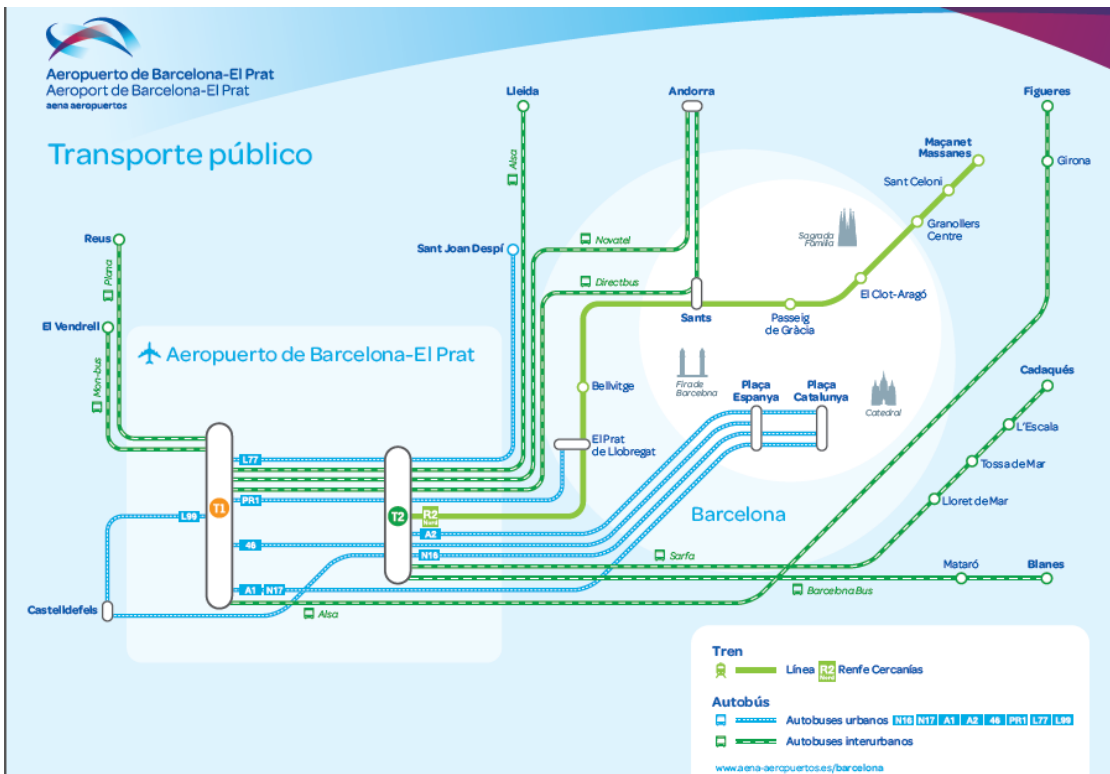 Aeropuerto de Barcelona-El Prat
Aeroport de Barcelona-El Prat
aena aeropuertos
Transporte público
Lleida
Andorra
Figueres
Alsa
Maçanet
Massanes
Girona
Sant Celoni
Granollers
Centre
Reus
Sant Joan Despí
Novatel
Sagrada
Família
Plana
Directbus
El Clot-Aragó
El Vendrell
Sants
Passeig
de Gràcia
Aeropuerto de Barcelona-El Prat
Mon-bus
Bellvitge
Fira de
Barcelona
Plaça
Espanya
Plaça
Catalunya
Catedral
Cadaqués
L'Escala
El Prat
de Llobregat
L77
Tossa de Mar
PR1
Lloret de Mar
L99
T1
T2
R2
Nord
Barcelona
A2
46
N16
Sarfa
Mataró
Blanes
A1 N17
Barcelona Bus
Castelldefels
Alsa
Tren
Línea R2 Nord Renfe Cercanías
Autobús
Autobuses urbanos N16 N17 A1 A2 46 PR1 L77 L99
Autobuses interurbanos
www.aena-aeropuertos.es/barcelona